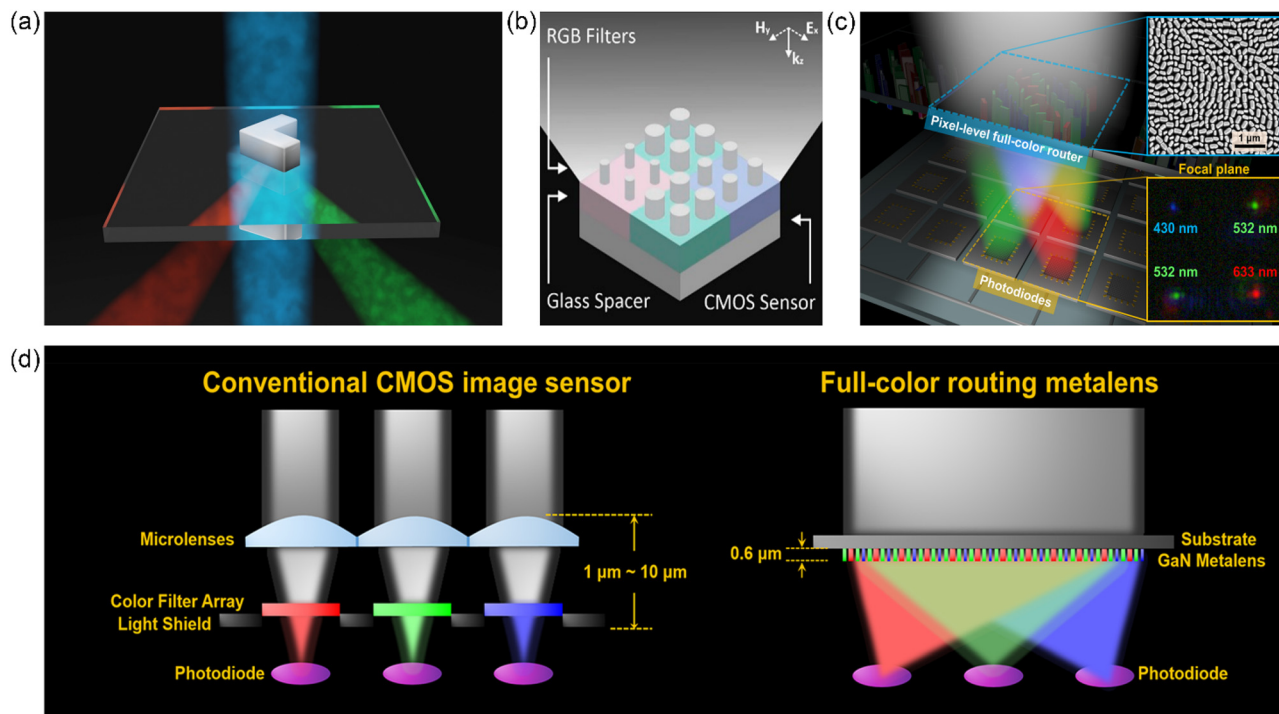 (a)
(b)
RGB Filters
Hy
Ex
kz
Glass Spacer
CMOS Sensor
(c)
Pixel-level full-color router
1 μm
Focal plane
430 nm
532 nm
532 nm
633 nm
Photodiodes
(d)
Conventional CMOS image sensor
Microlenses
1 μm ~ 10 μm
Color Filter Array
Light Shield
Photodiode
Full-color routing metalens
0.6 μm
Substrate
GaN Metalens
Photodiode